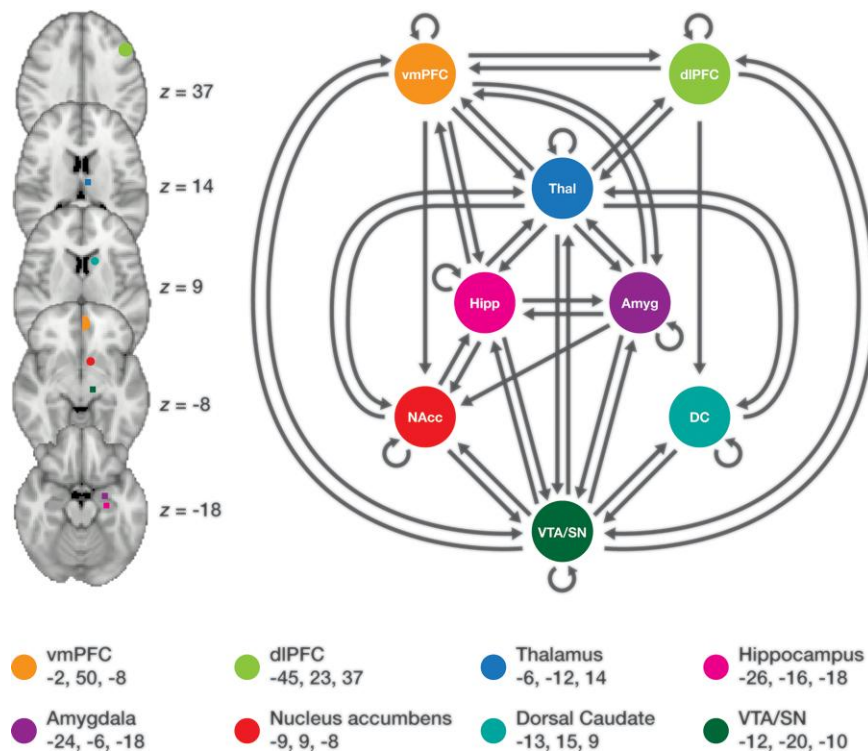 z = 37
z = 14
z = 9
z = -8
z = -18
vmPFC
dlPFC
Thal
Hipp
Amyg
NAcc
DC
VTA/SN
vmPFC
-2, 50, -8
dlPFC
-45, 23, 37
Thalamus
-6, -12, 14
Hippocampus
-26, -16, -18
Amygdala
-24, -6, -18
Nucleus accumbens
-9, 9, -8
Dorsal Caudate
-13, 15, 9
VTA/SN
-12, -20, -10